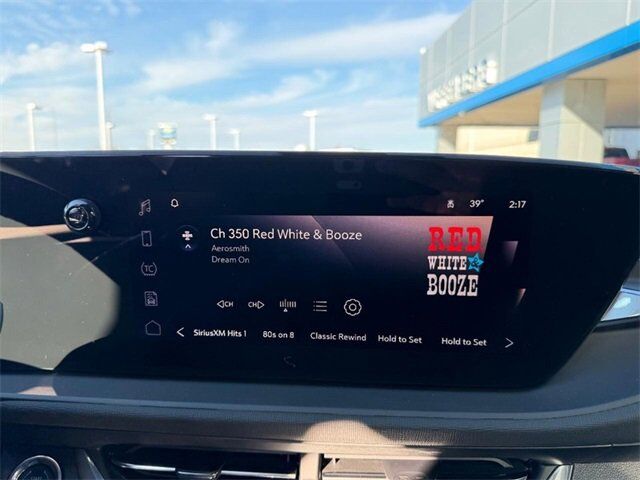 39° 2:17
Ch 350 Red White & Booze
Aerosmith
Dream On
RED
WHITE
BOOZE
TC
CH CH
SiriusXM Hits 1 80s on 8 Classic Rewind Hold to Set Hold to Set
START